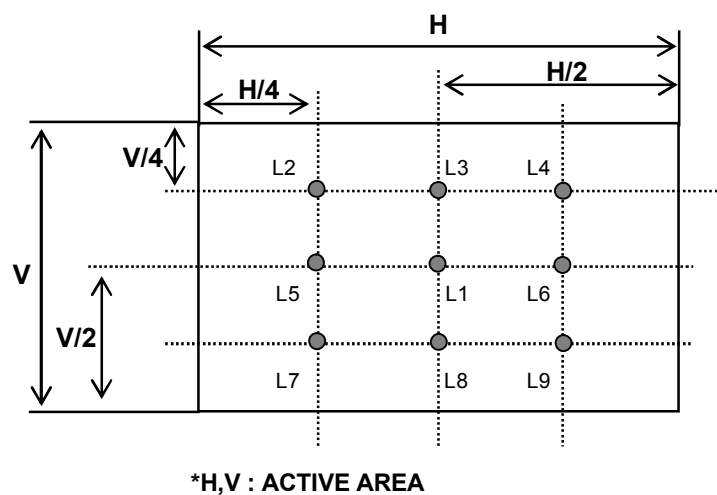 H
H/4
H/2
V/4
L2
L3
L4
V
L5
L1
L6
V/2
L7
L8
L9
*H,V : ACTIVE AREA